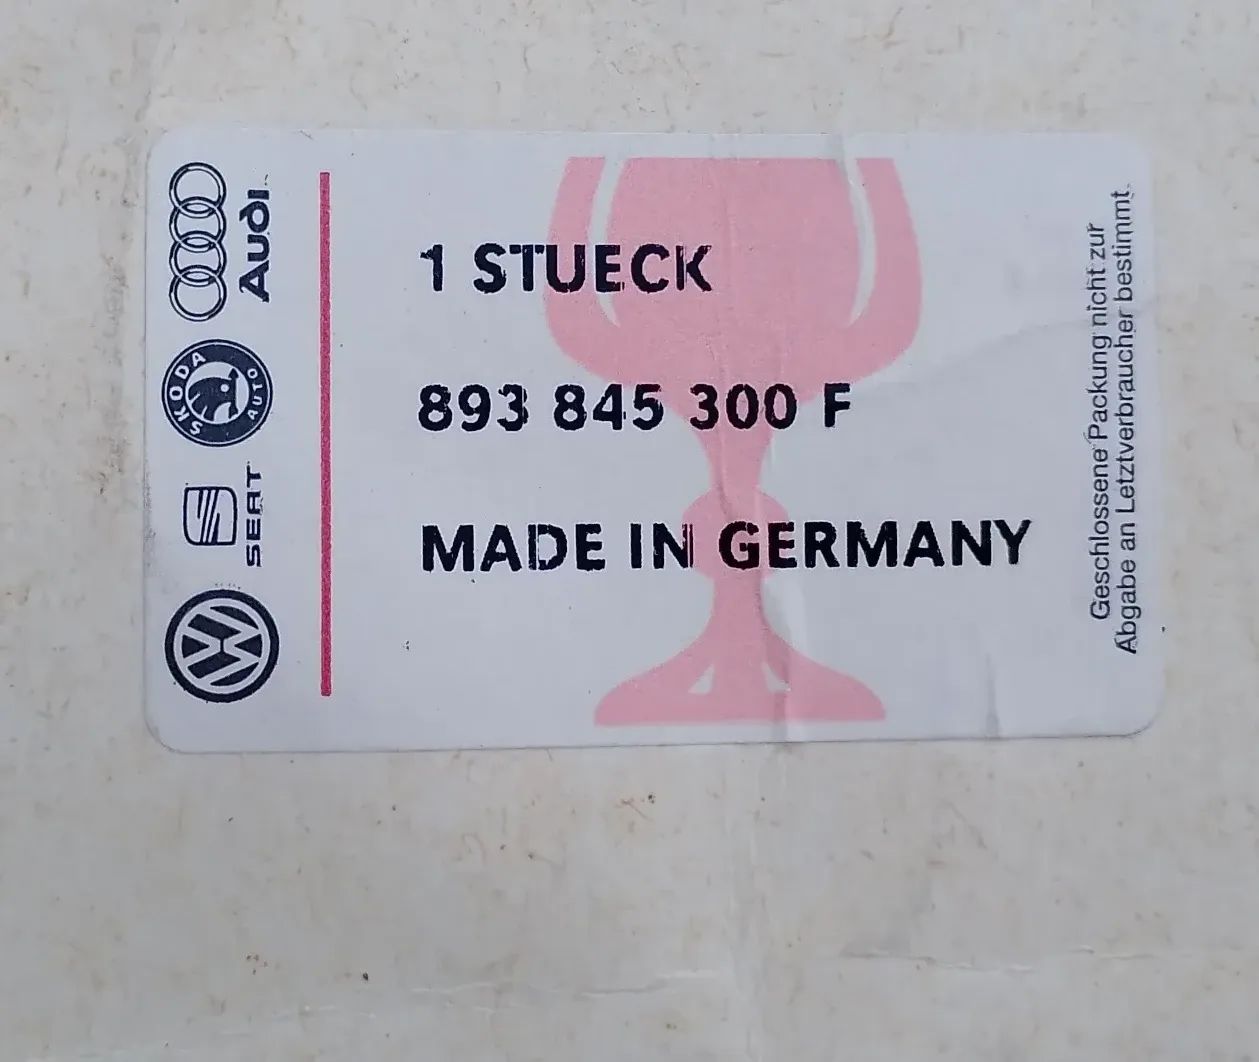 Audi
SKODA
AUTO
SEAT
VW
1 STUECK
893 845 300 F
MADE IN GERMANY
Geschlossene Packung nicht zur
Abgabe an Letztverbraucher bestimmt.